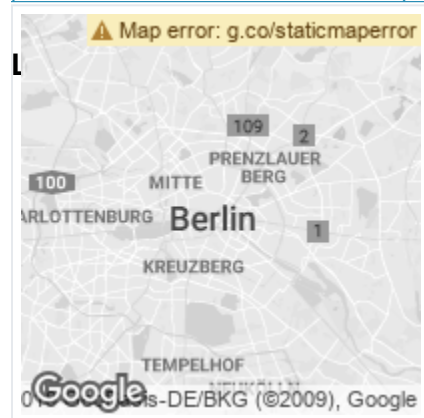 Map error: g.co/staticmaperror
L
109
2
PRENZLAUER
BERG
100
MITTE
ARLOTTENBURG
Berlin
1
KREUZBERG
TEMPELHOF
Google
-DE/BKG (©2009), Google